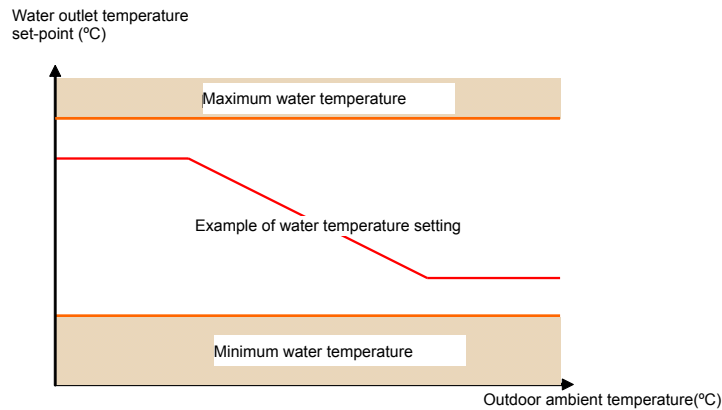 Water outlet temperature
set-point (ºC)
Maximum water temperature
Example of water temperature setting
Minimum water temperature
Outdoor ambient temperature(ºC)